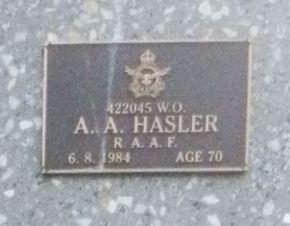 422045 W.O.
A. A. HASLER
R. A. A. F.
6. 8. 1984 AGE 70